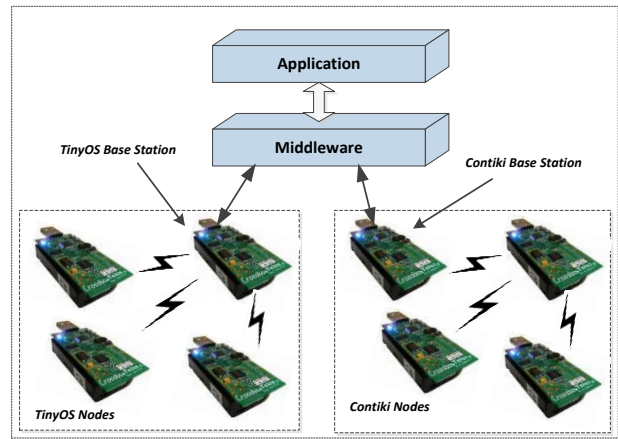 Application
Middleware
TinyOS Base Station
Contiki Base Station
TinyOS Nodes
Contiki Nodes